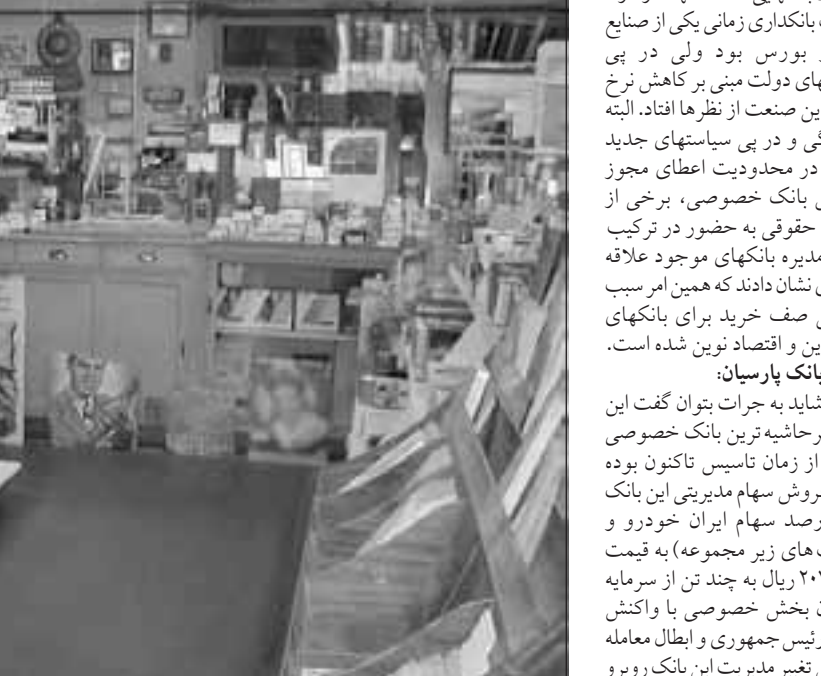 بانکداری زمانی یکی از صنایع
بورس بود ولی در پی
های دولت مبنی بر کاهش نرخ
این صنعت از نظرها افتاد. البته
گی و در پی سیاستهای جدید
در محدودیت اعطای مجوز
بانک خصوصی، برخی از
حقوقی به حضور در ترکیب
مدیره بانکهای موجود علاقه
نشان دادند که همین امر سبب
صف خرید برای بانکهای
ین و اقتصاد نوین شده است.
بانک پارسیان:
شاید به جرات بتوان گفت این
رحاشیه ترین بانک خصوصی
از زمان تاسیس تاکنون بوده
روش سهام مدیریتی این بانک
رصد سهام ایران خودرو و
های زیر مجموعه) به قیمت
ریال به چند تن از سرمایه
بخش خصوصی با واکنش
رئیس جمهوری و ابطال معامله
تغییر مدیریت این بانک روبرو